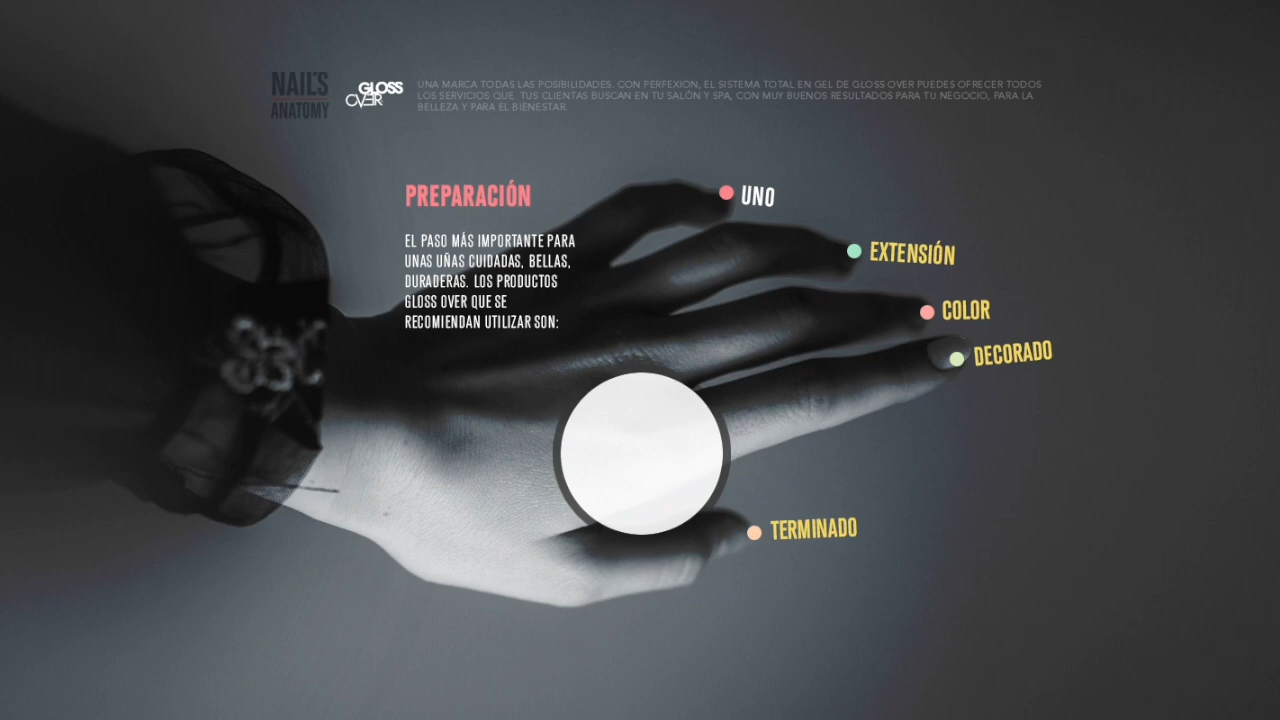 NAIL'S
ANATOMY
GLOSS
OVER
UNA MARCA TODAS LAS POSIBILIDADES. CON PERFEXION, EL SISTEMA TOTAL EN GEL DE GLOSS OVER PUEDES OFRECER TODOS
LOS SERVICIOS QUE TUS CLIENTAS BUSCAN EN TU SALÓN Y SPA, CON MUY BUENOS RESULTADOS PARA TU NEGOCIO, PARA LA
BELLEZA Y PARA EL BIENESTAR.
PREPARACIÓN
EL PASO MÁS IMPORTANTE PARA
UNAS UÑAS CUIDADAS, BELLAS,
DURADERAS. LOS PRODUCTOS
GLOSS OVER QUE SE
RECOMIENDAN UTILIZAR SON:
UNO
EXTENSIÓN
COLOR
DECORADO
TERMINADO